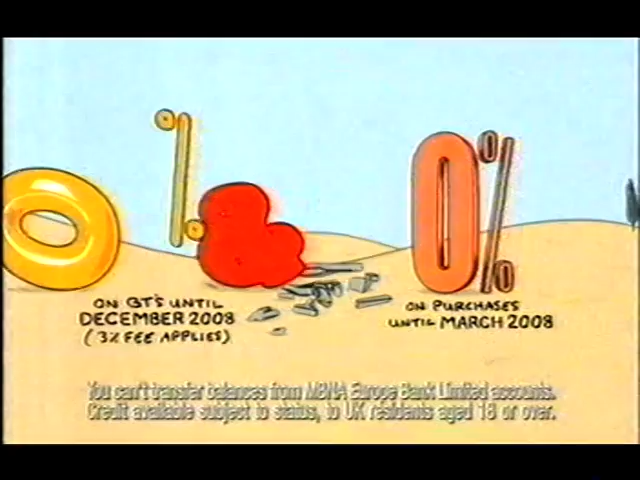 0% & 0%
ON BT'S UNTIL
DECEMBER 2008
(3% FEE APPLIES)
ON PURCHASES
UNTIL MARCH 2008
You can't transfer balances from MBNA Europe Bank Limited accounts.
Credit available subject to status, to UK residents aged 18 or over.